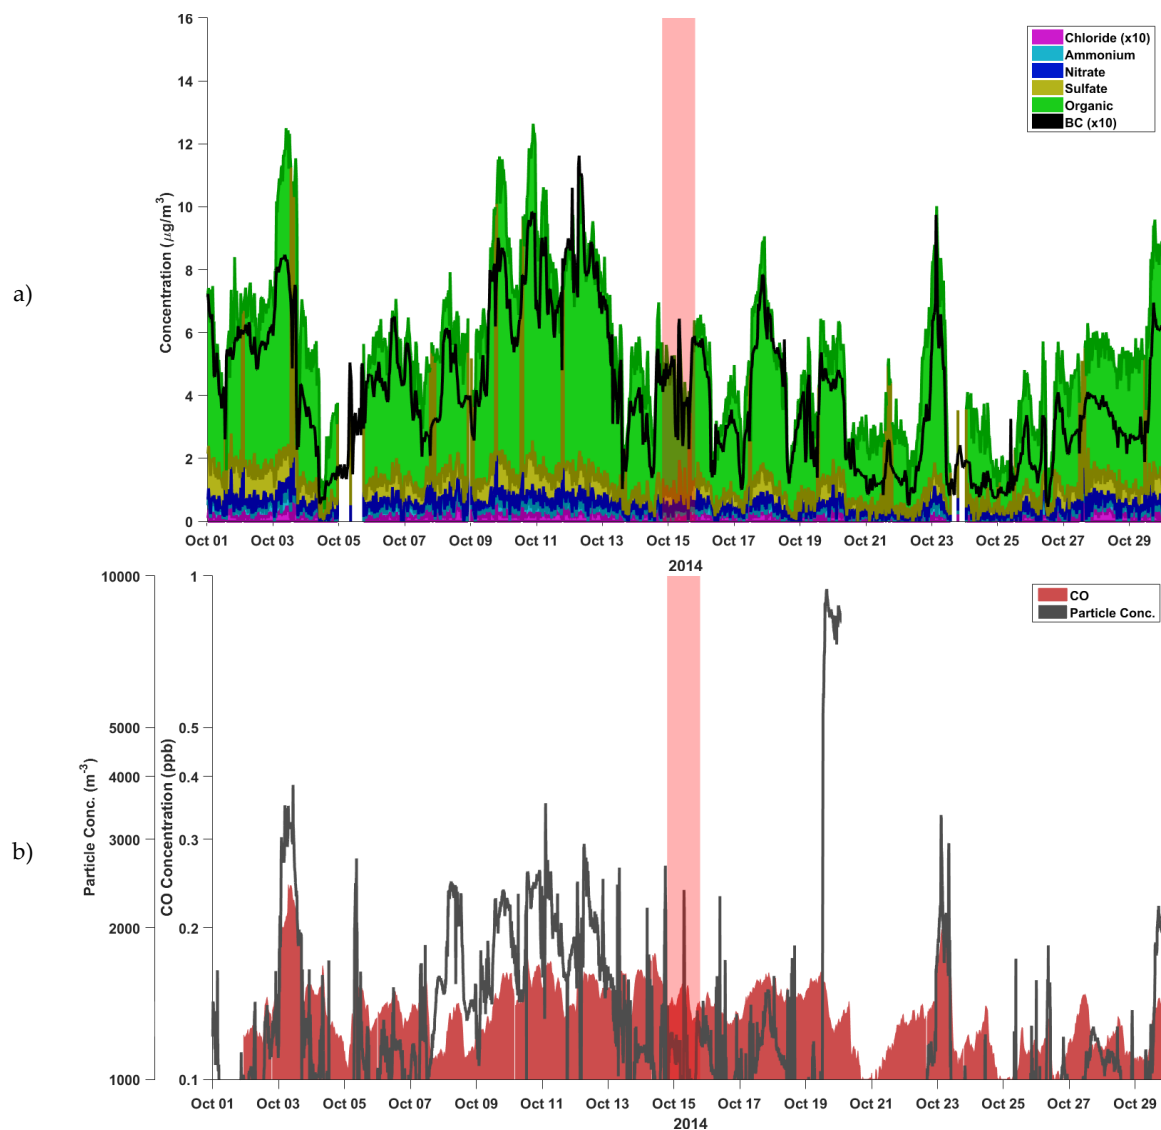 a)
Concentration (μg/m³)
16
14
12
10
8
6
4
2
0
Chloride (x10)
Ammonium
Nitrate
Sulfate
Organic
BC (x10)
Oct 01 Oct 03 Oct 05 Oct 07 Oct 09 Oct 11 Oct 13 Oct 15 Oct 17 Oct 19 Oct 21 Oct 23 Oct 25 Oct 27 Oct 29
2014
b)
Particle Conc. (m⁻³)
10000
5000
4000
3000
2000
1000
CO Concentration (ppb)
1
0.5
0.4
0.3
0.2
0.1
CO
Particle Conc.
Oct 01 Oct 03 Oct 05 Oct 07 Oct 09 Oct 11 Oct 13 Oct 15 Oct 17 Oct 19 Oct 21 Oct 23 Oct 25 Oct 27 Oct 29
2014